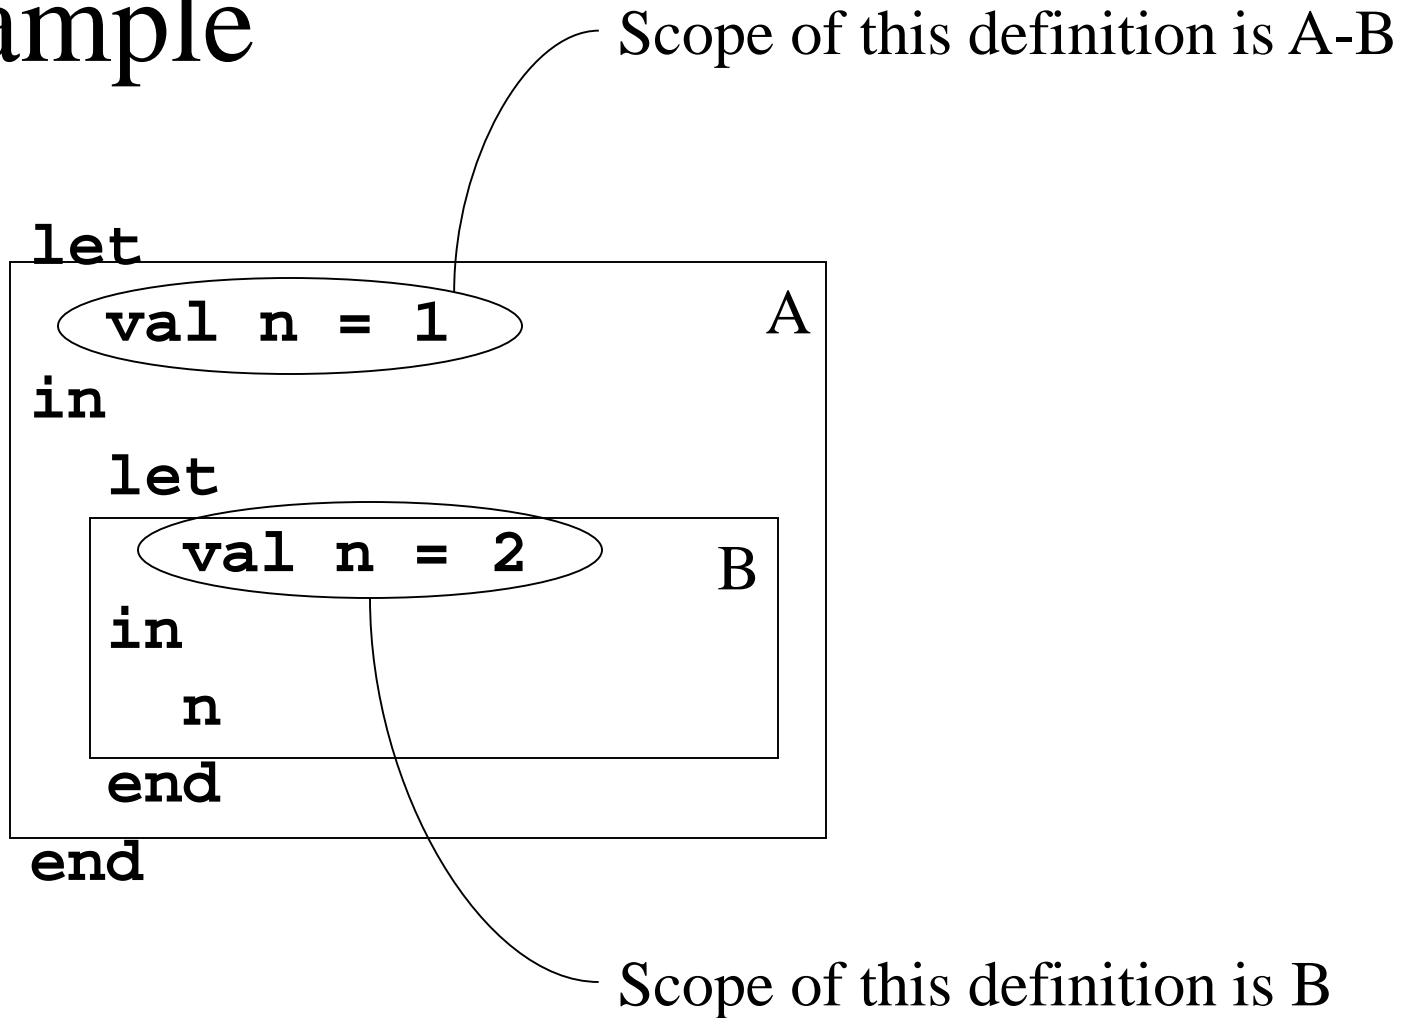 ample
Scope of this definition is A-B
let
val n = 1
A
in
let
val n = 2
B
in
n
end
end
Scope of this definition is B